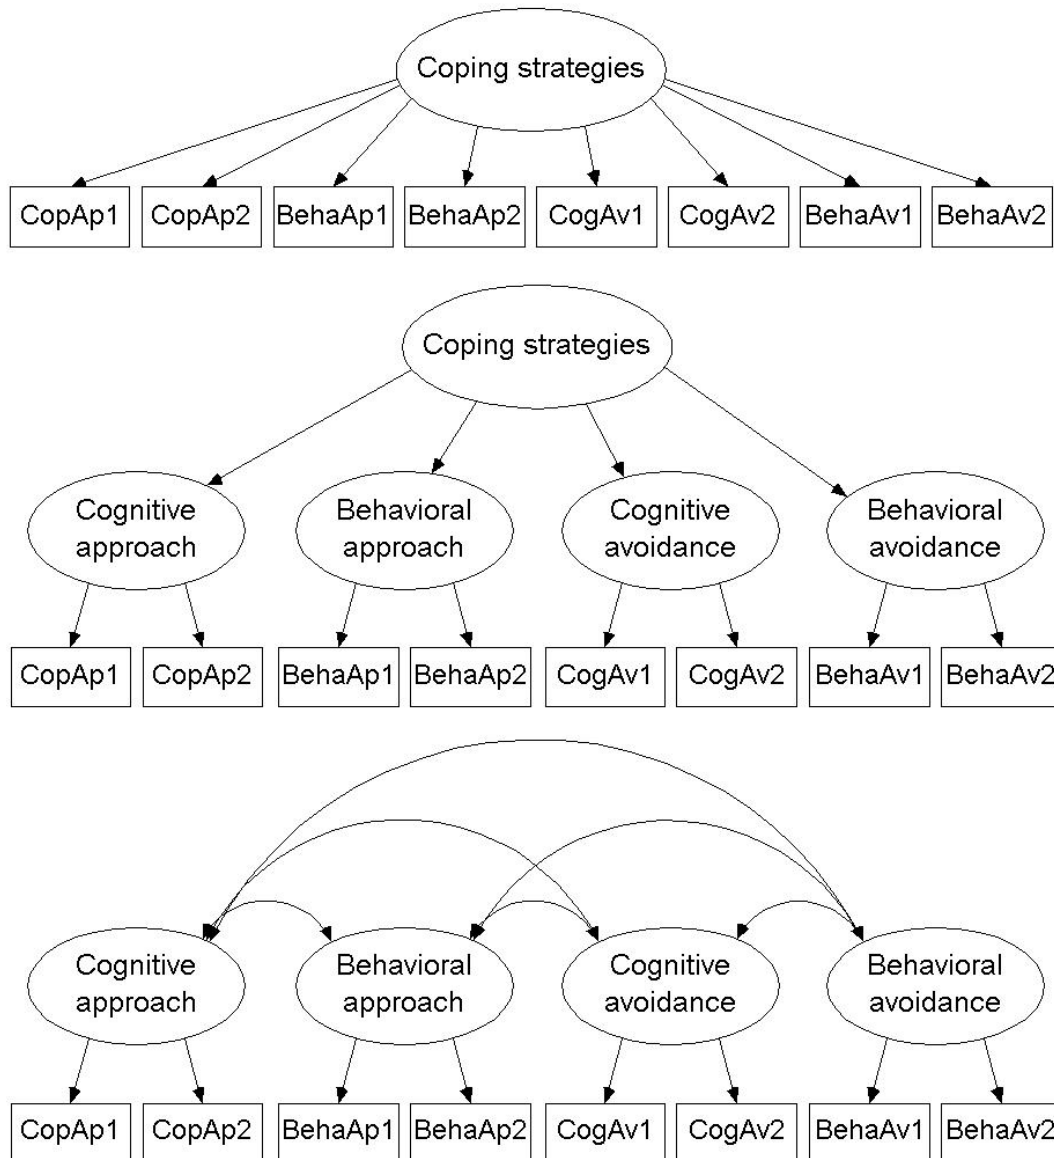 Coping strategies
CopAp1 CopAp2 BehaAp1 BehaAp2 CogAv1 CogAv2 BehaAv1 BehaAv2
Coping strategies
Cognitive Behavioral Cognitive Behavioral
approach approach avoidance avoidance
CopAp1 CopAp2 BehaAp1 BehaAp2 CogAv1 CogAv2 BehaAv1 BehaAv2
Cognitive Behavioral Cognitive Behavioral
approach approach avoidance avoidance
CopAp1 CopAp2 BehaAp1 BehaAp2 CogAv1 CogAv2 BehaAv1 BehaAv2